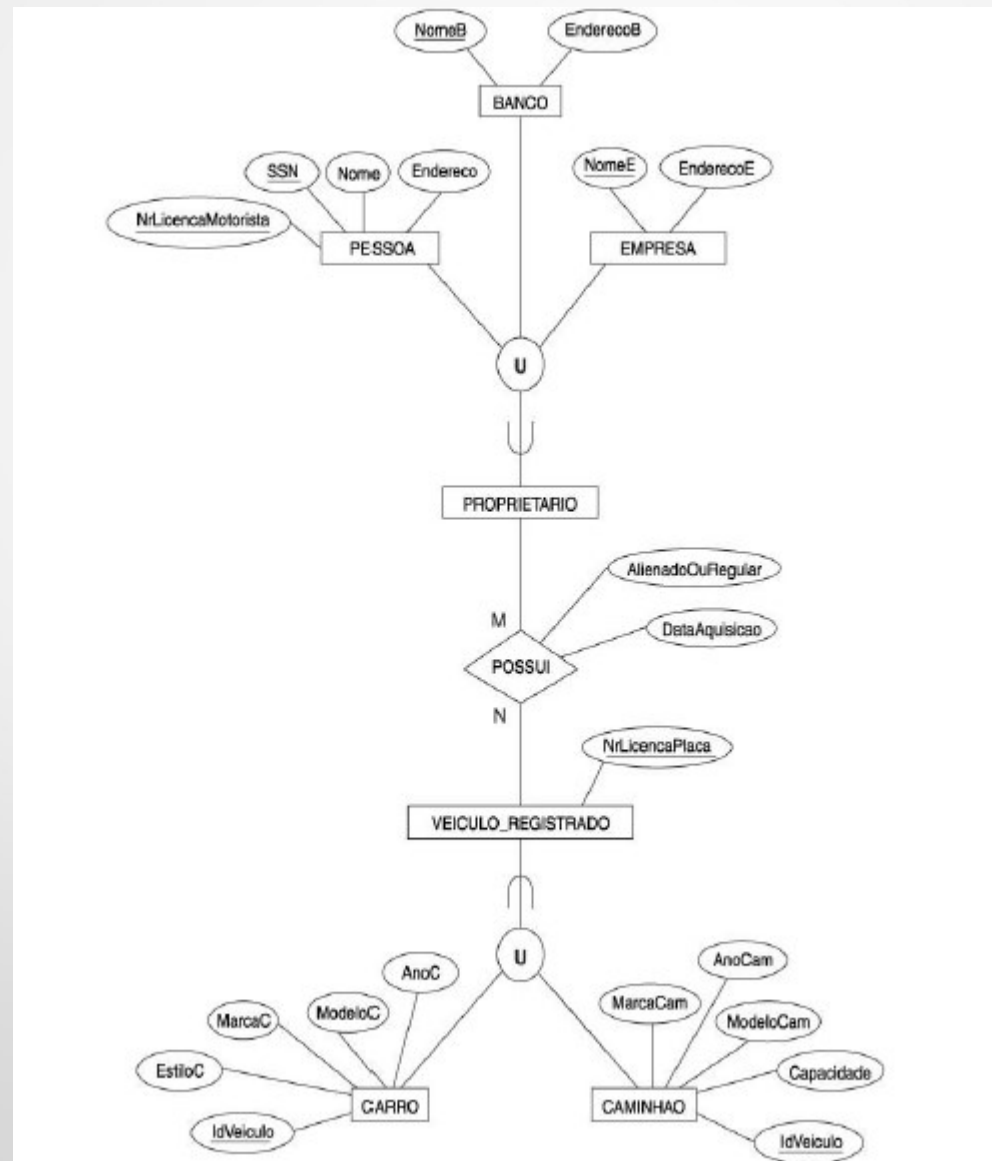 NomeB
EnderecoB
BANCO
SSN
Nome
Endereco
NomeE
EnderecoE
NrLicencaMotorista
PESSOA
EMPRESA
U
PROPRIETARIO
AlienadoOuRegular
M
DataAquisicao
POSSUI
N
NrLicencaPlaca
VEICULO_REGISTRADO
U
AnoC
AnoCam
ModeloC
MarcaCam
MarcaC
ModeloCam
EstiloC
Capacidade
CARRO
CAMINHAO
IdVeiculo
IdVeiculo